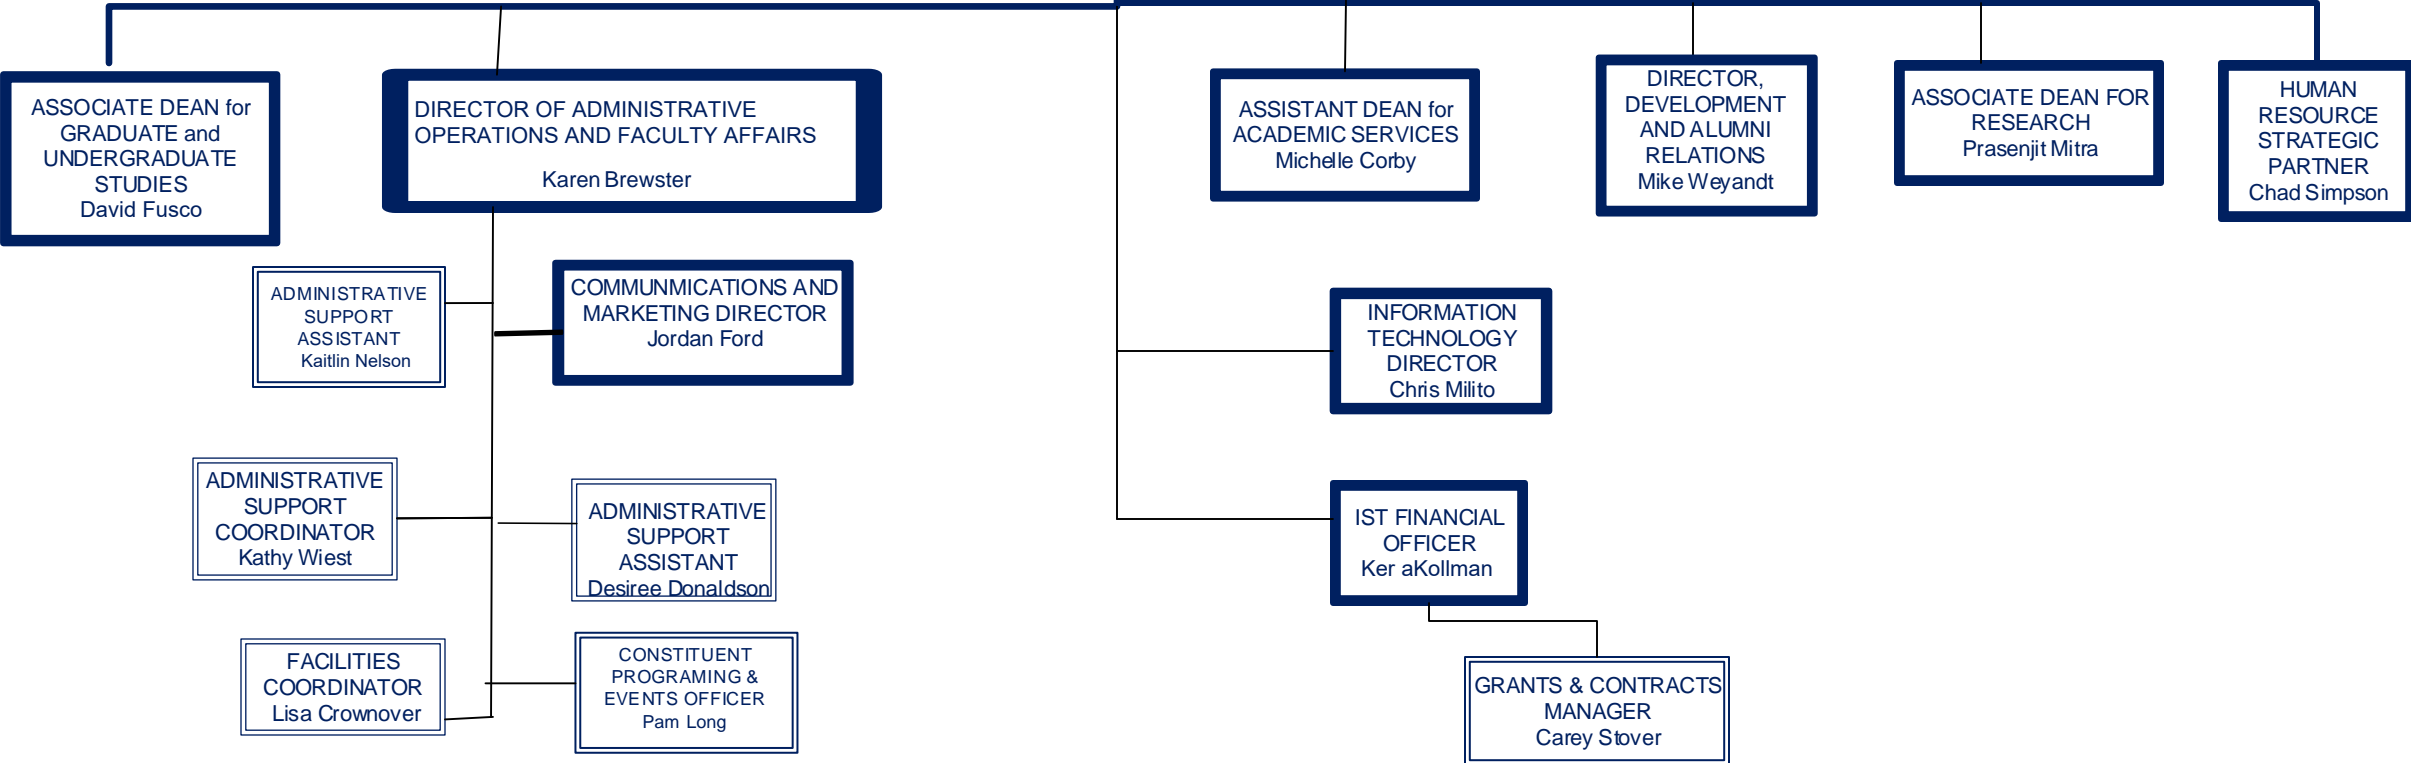 ASSOCIATE DEAN for
GRADUATE and
UNDERGRADUATE
STUDIES
David Fusco
DIRECTOR OF ADMINISTRATIVE
OPERATIONS AND FACULTY AFFAIRS
Karen Brewster
ASSISTANT DEAN for
ACADEMIC SERVICES
Michelle Corby
DIRECTOR,
DEVELOPMENT
AND ALUMNI
RELATIONS
Mike Weyandt
ASSOCIATE DEAN FOR
RESEARCH
Prasenjit Mitra
HUMAN
RESOURCE
STRATEGIC
PARTNER
Chad Simpson
ADMINISTRATIVE
SUPPORT
ASSISTANT
Kaitlin Nelson
COMMUNMICATIONS AND
MARKETING DIRECTOR
Jordan Ford
INFORMATION
TECHNOLOGY
DIRECTOR
Chris Milito
ADMINISTRATIVE
SUPPORT
COORDINATOR
Kathy Wiest
ADMINISTRATIVE
SUPPORT
ASSISTANT
Desiree Donaldson
IST FINANCIAL
OFFICER
Ker aKollman
FACILITIES
COORDINATOR
Lisa Crownover
CONSTITUENT
PROGRAMING &
EVENTS OFFICER
Pam Long
GRANTS & CONTRACTS
MANAGER
Carey Stover